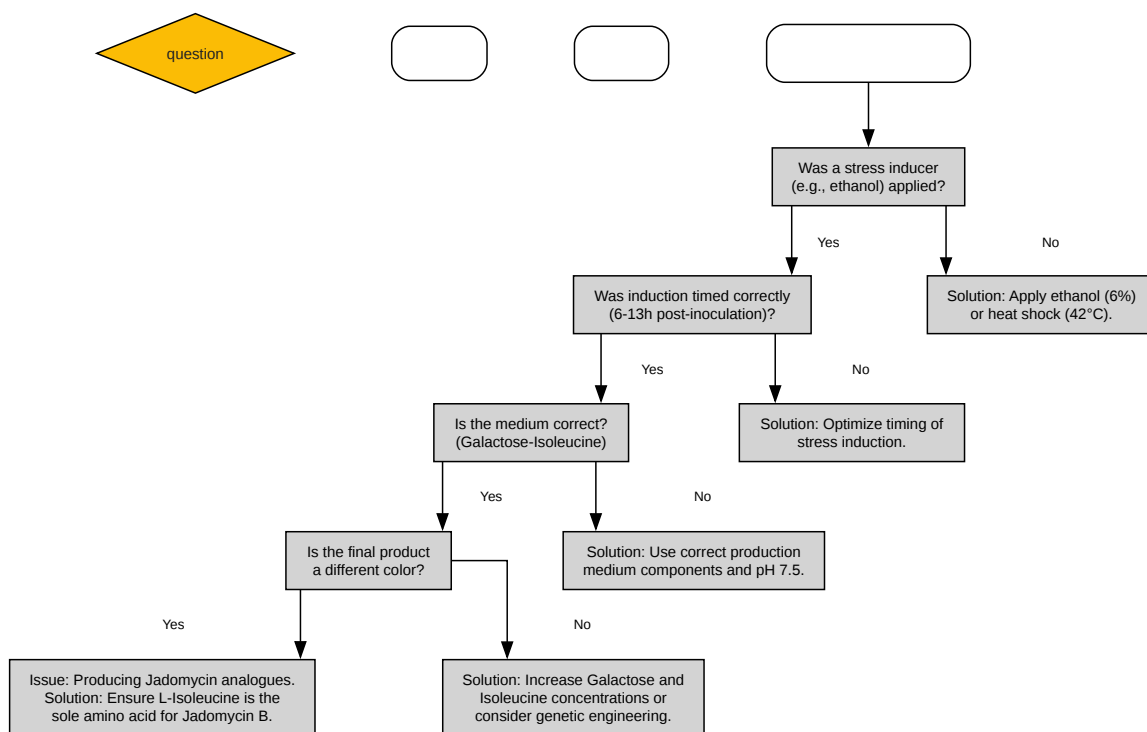 question
Was a stress inducer
(e.g., ethanol) applied?
Yes
No
Was induction timed correctly
(6-13h post-inoculation)?
Solution: Apply ethanol (6%)
or heat shock (42°C).
Yes
No
Is the medium correct?
(Galactose-Isoleucine)
Solution: Optimize timing of
stress induction.
Yes
No
Is the final product
a different color?
Solution: Use correct production
medium components and pH 7.5.
Yes
No
Issue: Producing Jadomycin analogues.
Solution: Ensure L-Isoleucine is the
sole amino acid for Jadomycin B.
Solution: Increase Galactose and
Isoleucine concentrations or
consider genetic engineering.